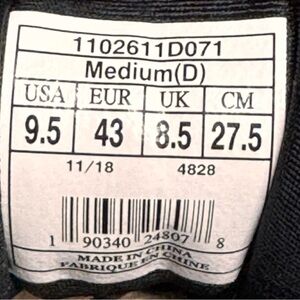 1102611D071
Medium(D)
USA EUR UK CM
9.5 43 8.5 27.5
11/18 4828
1 90340 24807 8
MADE IN CHINA
FABRIQUE EN CHINE